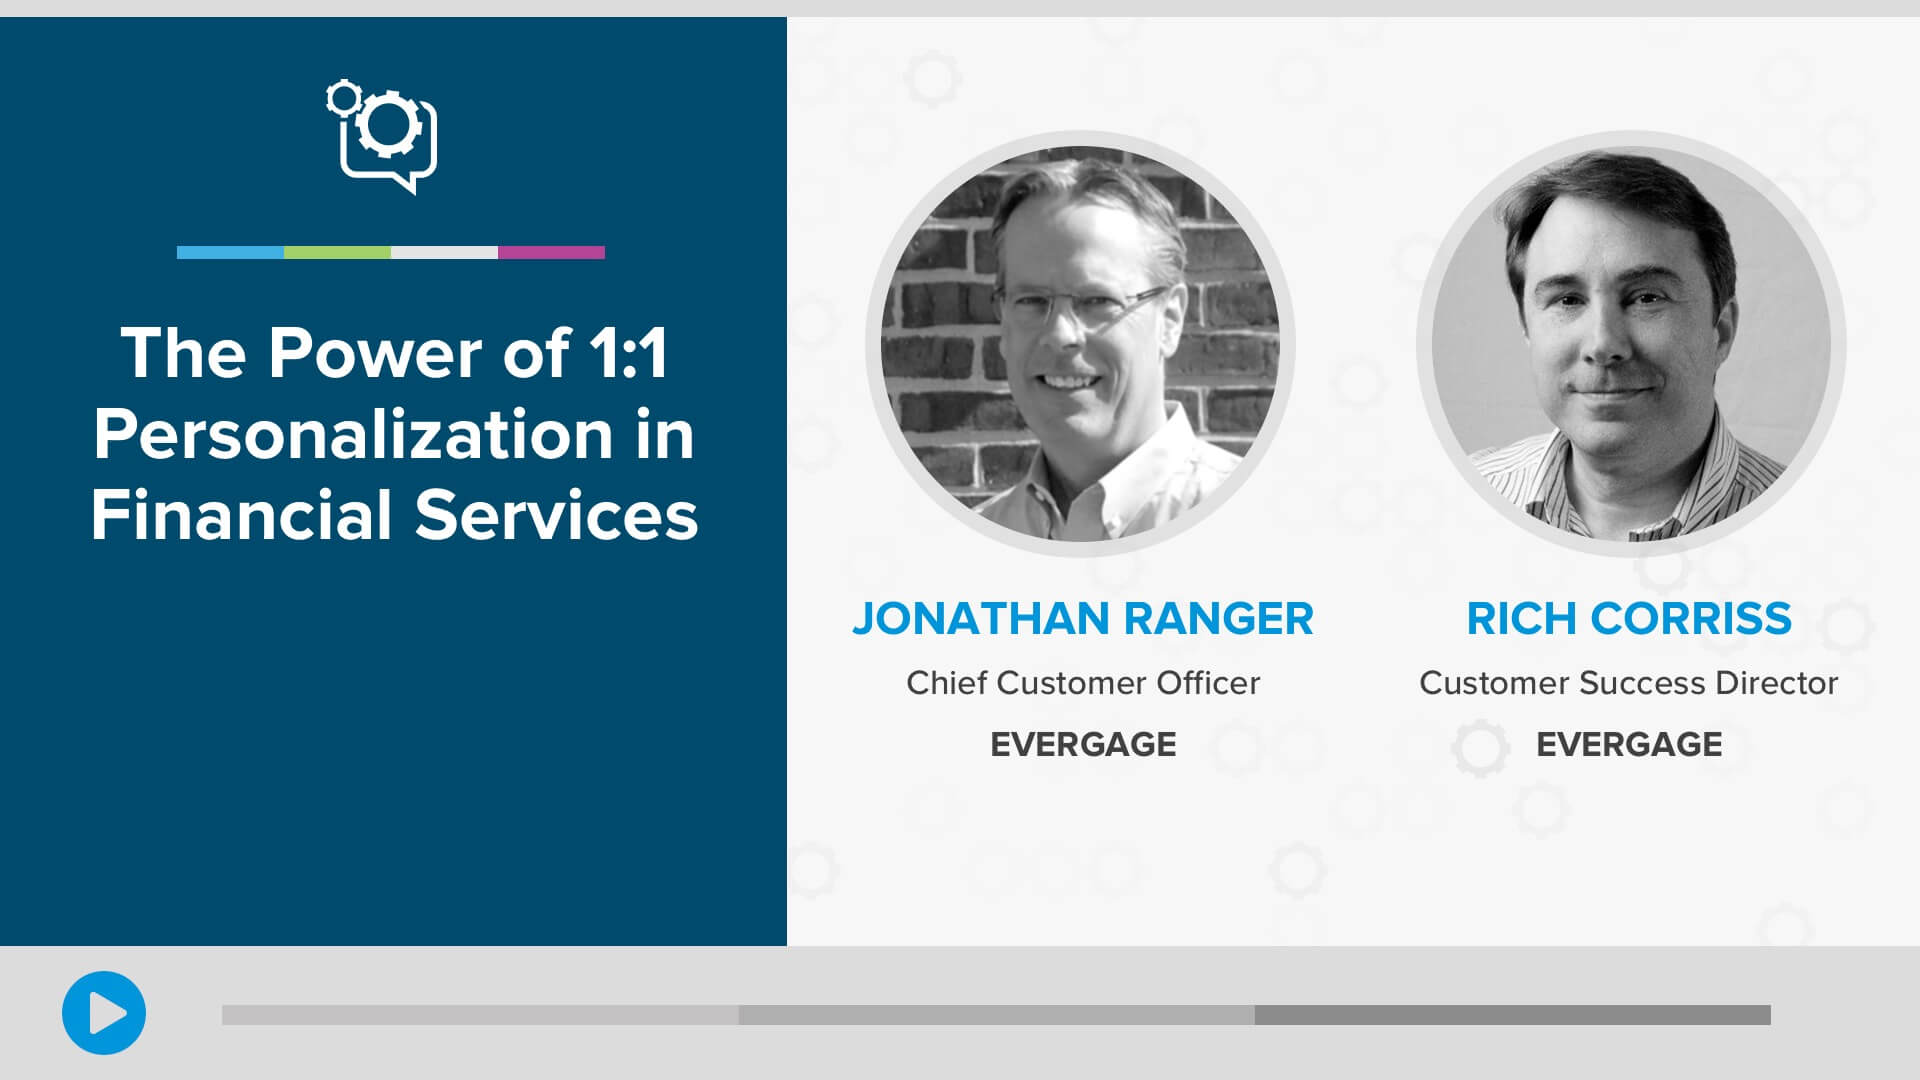 The Power of 1:1
Personalization in
Financial Services
JONATHAN RANGER
Chief Customer Officer
EVERGAGE
RICH CORRISS
Customer Success Director
EVERGAGE